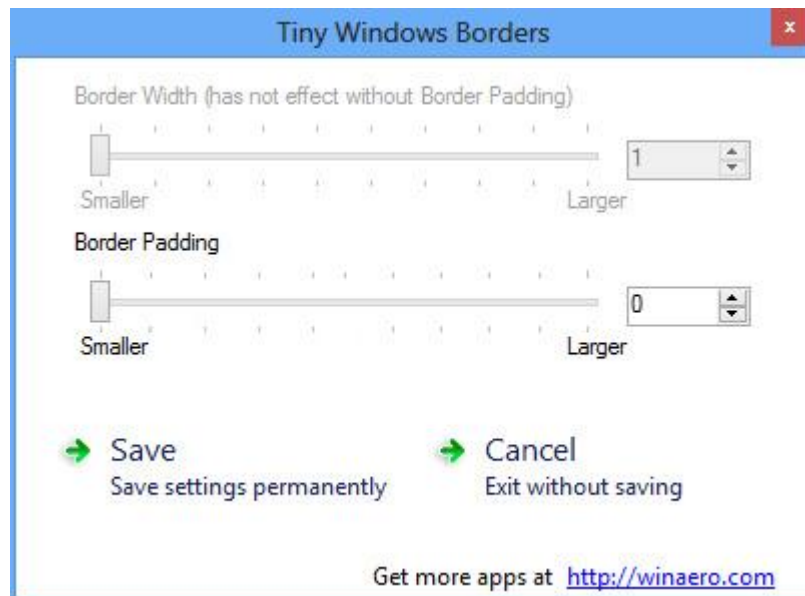 Tiny Windows Borders
x
Border Width (has not effect without Border Padding)
1
Smaller Larger
Border Padding
0
Smaller Larger
Save Cancel
Save settings permanently Exit without saving
Get more apps at http://winaero.com